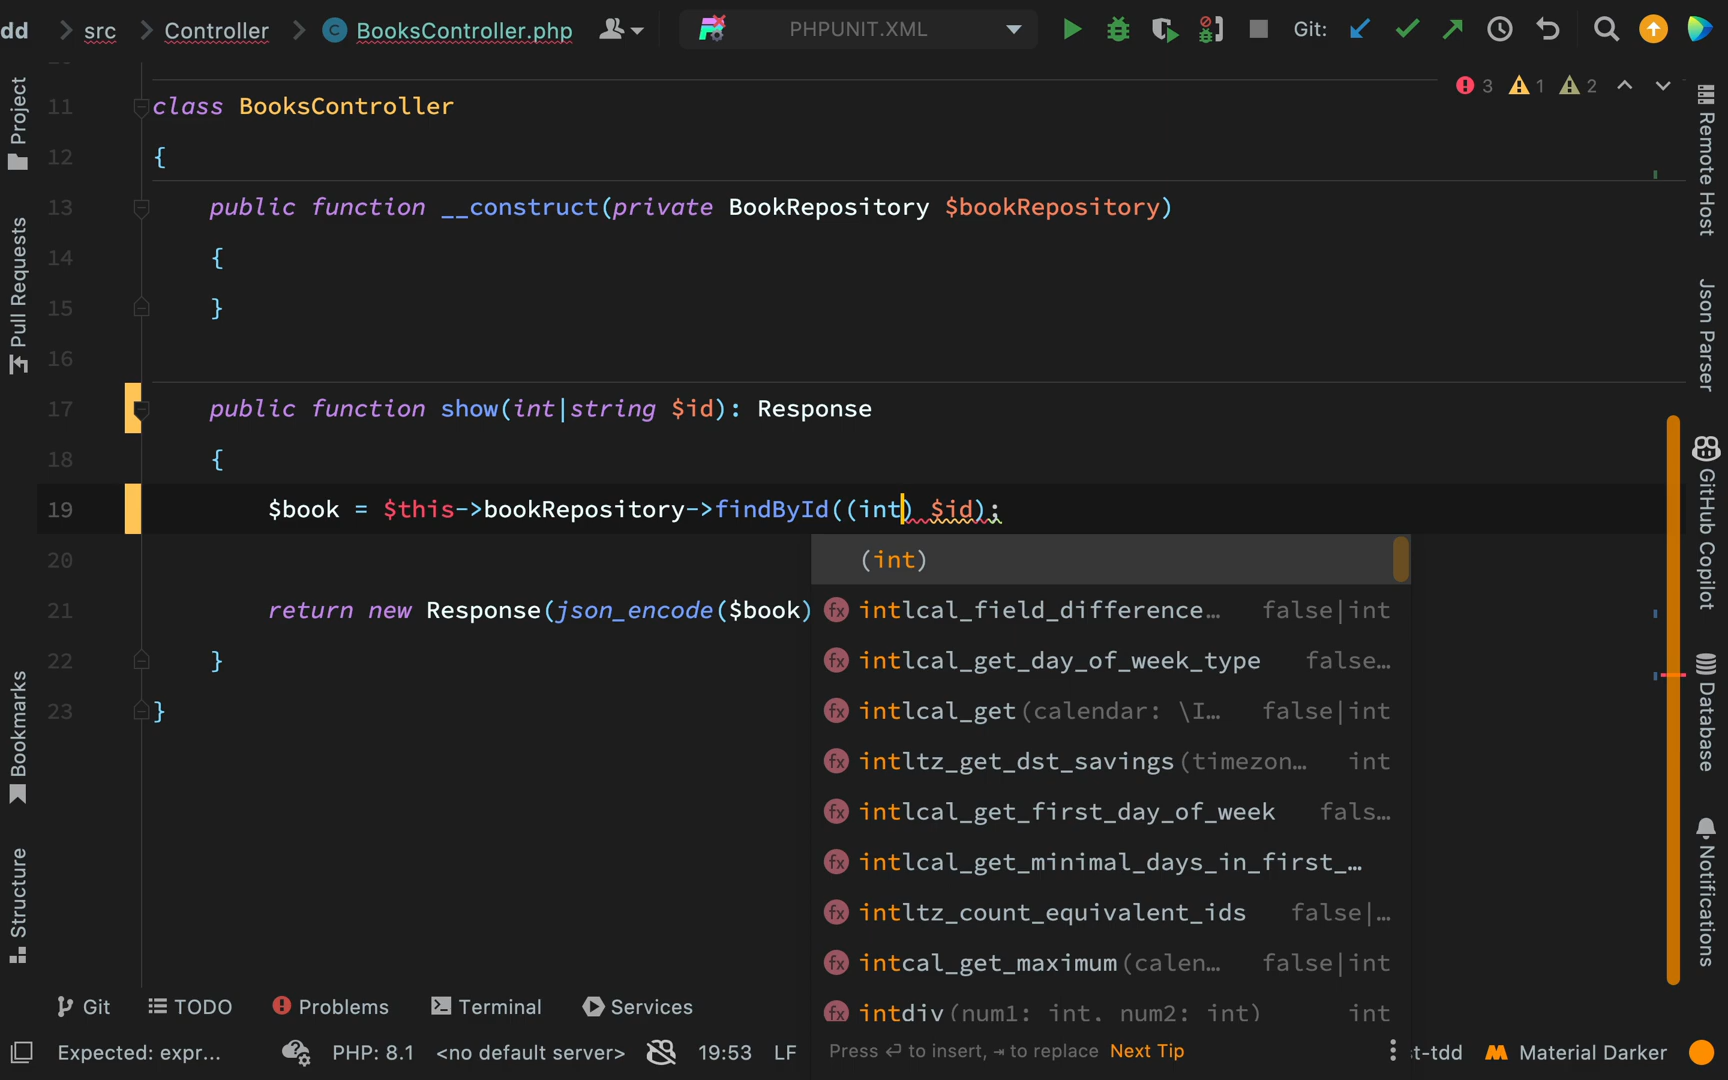 dd src Controller BooksController.php PHPUNIT.XML Git:
3 1 2
11 class BooksController
12 {
13 public function __construct(private BookRepository $bookRepository)
14 {
15 }
16
17 public function show(int|string $id): Response
18 {
19 $book = $this->bookRepository->findById((int) $id);
20
21 return new Response(json_encode($book)
22 }
23 }
(int)
intlcal_field_difference… false|int
intlcal_get_day_of_week_type false…
intlcal_get(calendar: \I… false|int
intltz_get_dst_savings(timezon… int
intlcal_get_first_day_of_week fals…
intlcal_get_minimal_days_in_first_…
intltz_count_equivalent_ids false|…
intcal_get_maximum(calen… false|int
intdiv(num1: int, num2: int) int
Press ↵ to insert, ⇥ to replace Next Tip
Project
Pull Requests
Bookmarks
Structure
Remote Host
Json Parser
GitHub Copilot
Database
Notifications
Git TODO Problems Terminal Services
Expected: expr... PHP: 8.1 <no default server> 19:53 LF t-tdd Material Darker